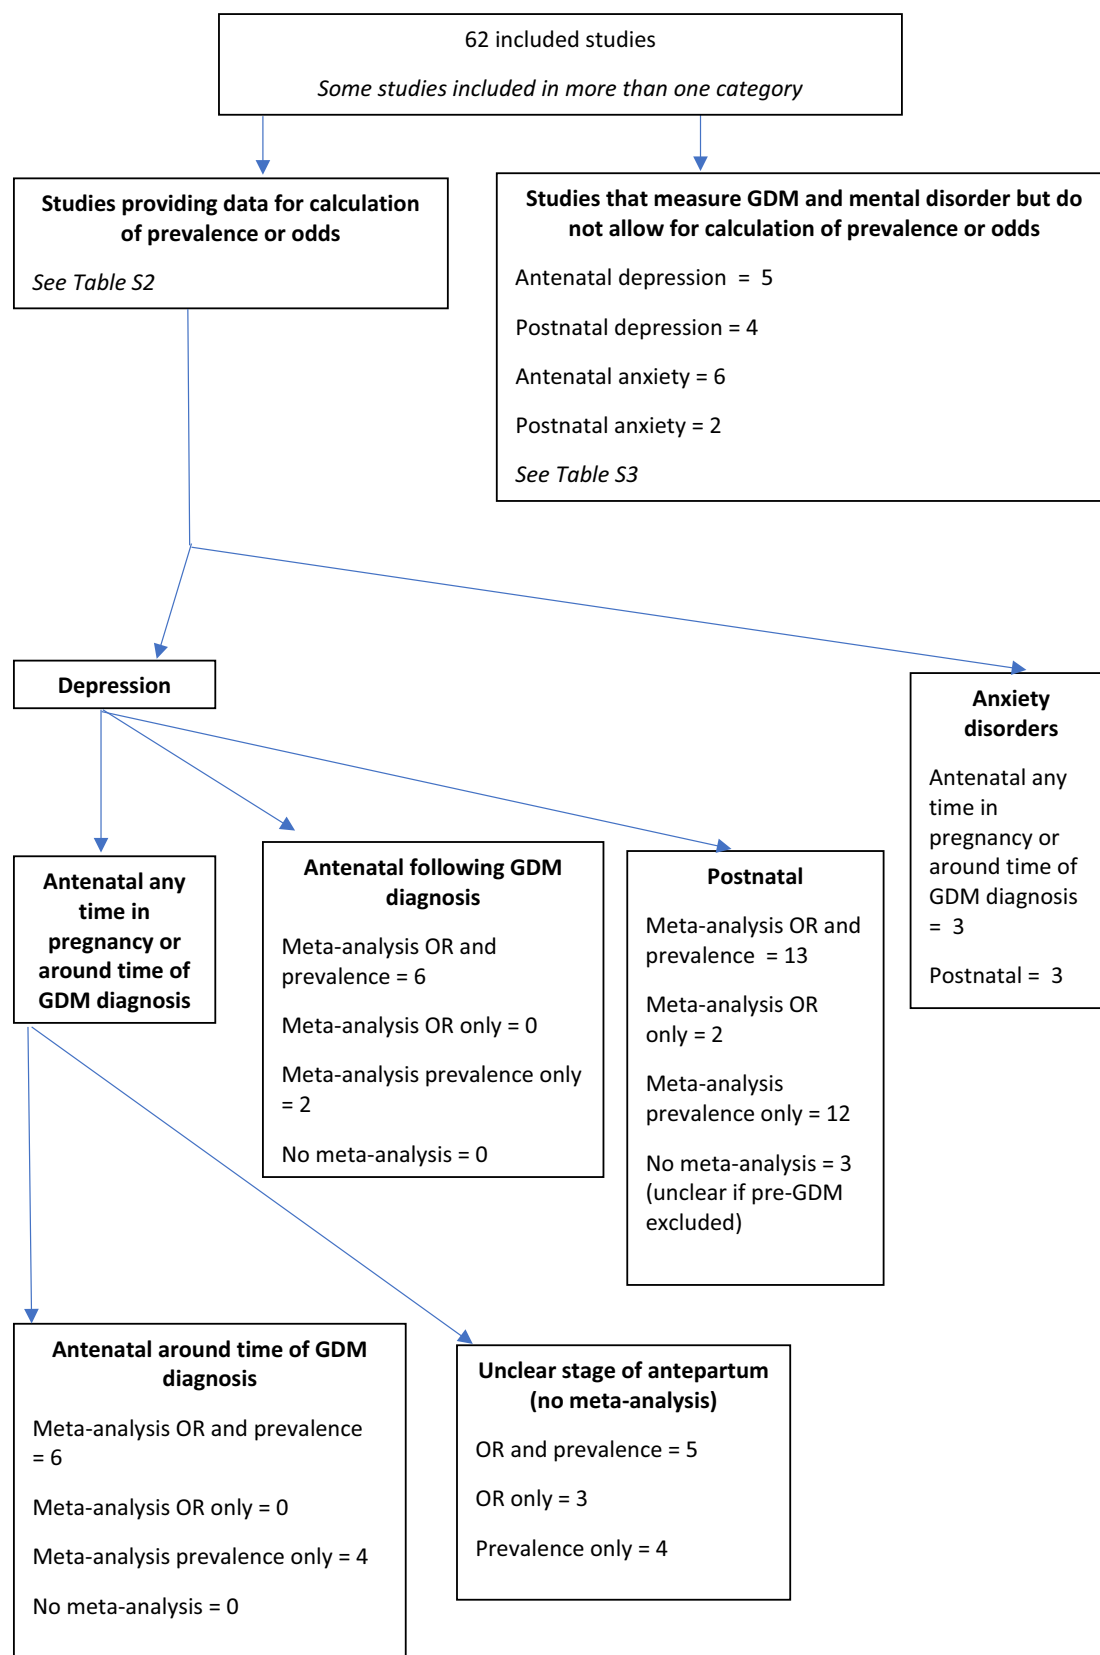 62 included studies
Some studies included in more than one category
Studies providing data for calculation
of prevalence or odds
See Table S2
Studies that measure GDM and mental disorder but do
not allow for calculation of prevalence or odds
Antenatal depression = 5
Postnatal depression = 4
Antenatal anxiety = 6
Postnatal anxiety = 2
See Table S3
Depression
Anxiety
disorders
Antenatal any
time in
pregnancy or
around time of
GDM diagnosis
= 3
Postnatal = 3
Antenatal any
time in
pregnancy or
around time of
GDM diagnosis
Antenatal following GDM
diagnosis
Meta-analysis OR and
prevalence = 6
Meta-analysis OR only = 0
Meta-analysis prevalence only
= 2
No meta-analysis = 0
Postnatal
Meta-analysis OR and
prevalence = 13
Meta-analysis OR
only = 2
Meta-analysis
prevalence only = 12
No meta-analysis = 3
(unclear if pre-GDM
excluded)
Antenatal around time of GDM
diagnosis
Meta-analysis OR and prevalence
= 6
Meta-analysis OR only = 0
Meta-analysis prevalence only = 4
No meta-analysis = 0
Unclear stage of antepartum
(no meta-analysis)
OR and prevalence = 5
OR only = 3
Prevalence only = 4